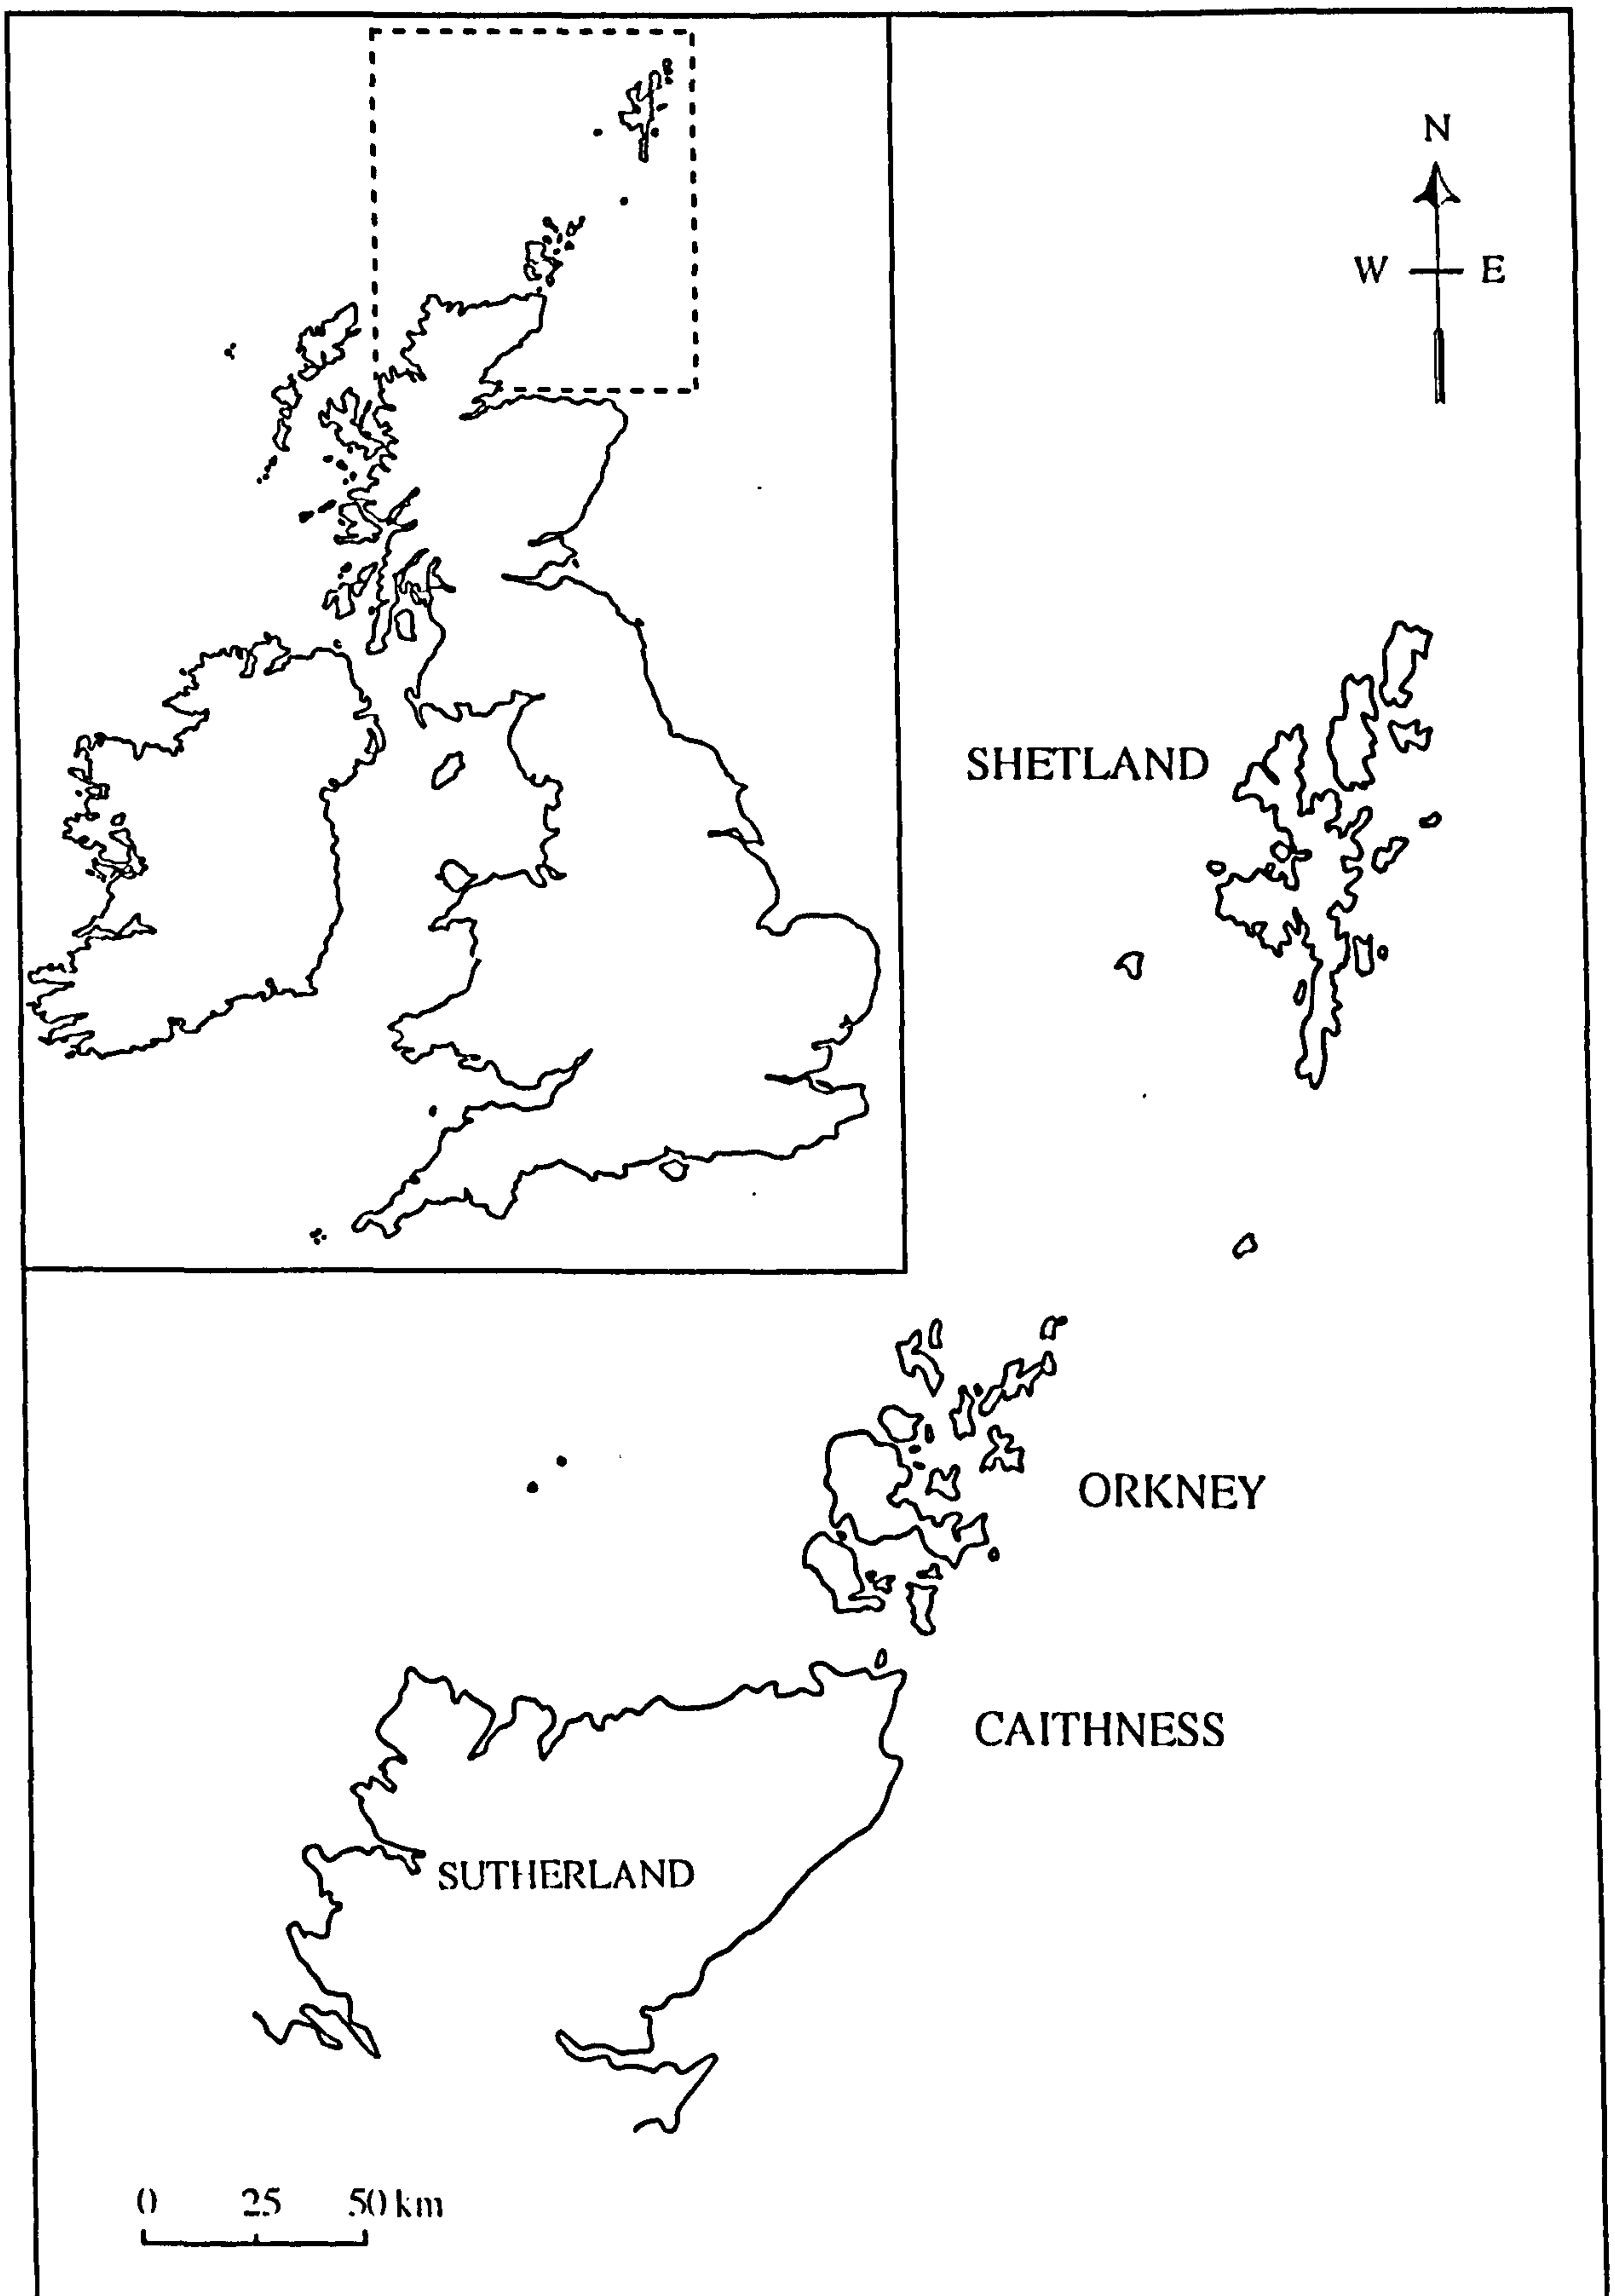 N
W E
SHETLAND
ORKNEY
CAITHNESS
SUTHERLAND
0 25 50 km